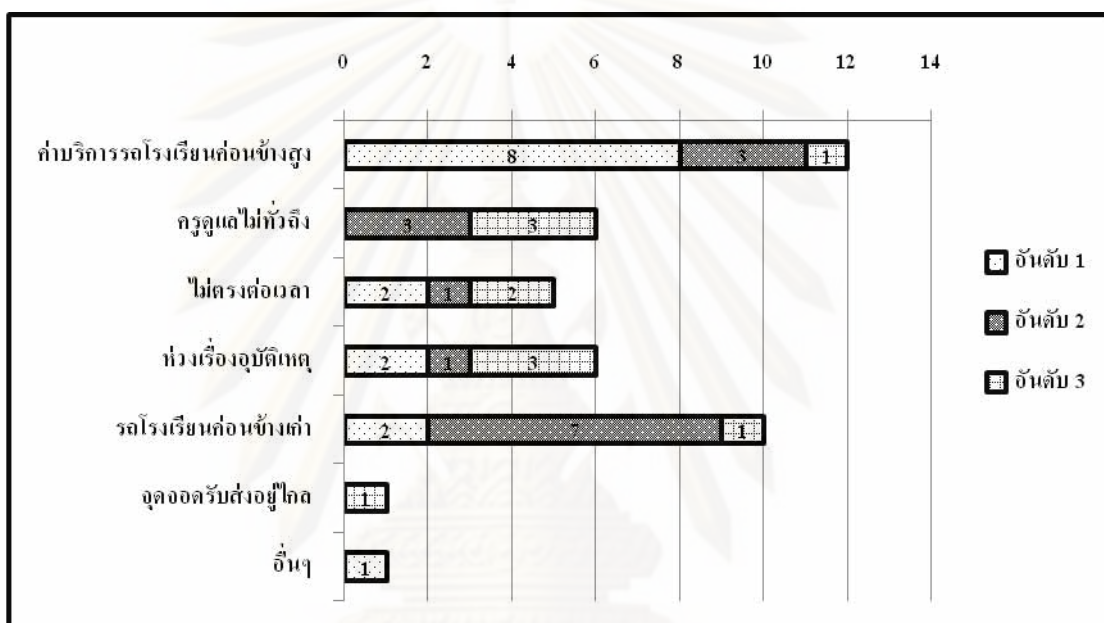 0 2 4 6 8 10 12 14
ค่าบริการรถโรงเรียนค่อนข้างสูง 8 3 1
ครูดูแลไม่ทั่วถึง 3 3
ไม่ตรงต่อเวลา 2 1 2
ห่วงเรื่องอุบัติเหตุ 2 1 3
รถโรงเรียนค่อนข้างเก่า 2 7 1
จุดจอดรับส่งอยู่ไกล 1
อื่นๆ 1
อันดับ 1
อันดับ 2
อันดับ 3